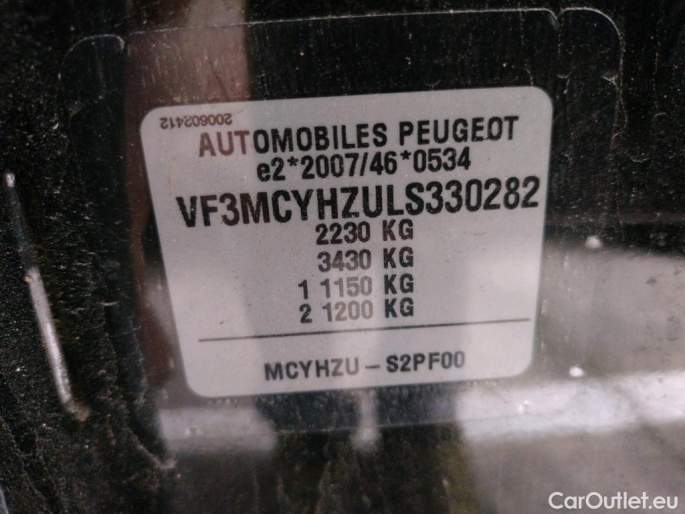 200602412
AUTOMOBILES PEUGEOT
e2*2007/46*0534
VF3MCYHZULS330282
2230 KG
3430 KG
1 1150 KG
2 1200 KG
MCYHZU - S2PF00
CarOutlet.eu